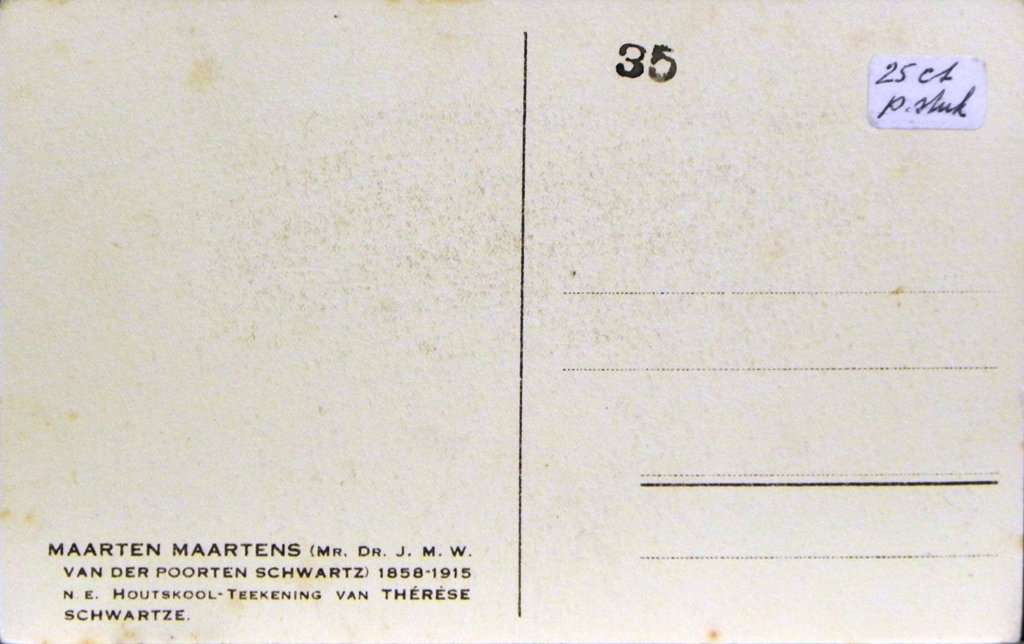 35
25 ct
p. stuk
MAARTEN MAARTENS (MR. DR. J. M. W.
VAN DER POORTEN SCHWARTZ) 1858-1915
N. E. HOUTSKOOL-TEEKENING VAN THÉRÈSE
SCHWARTZE.